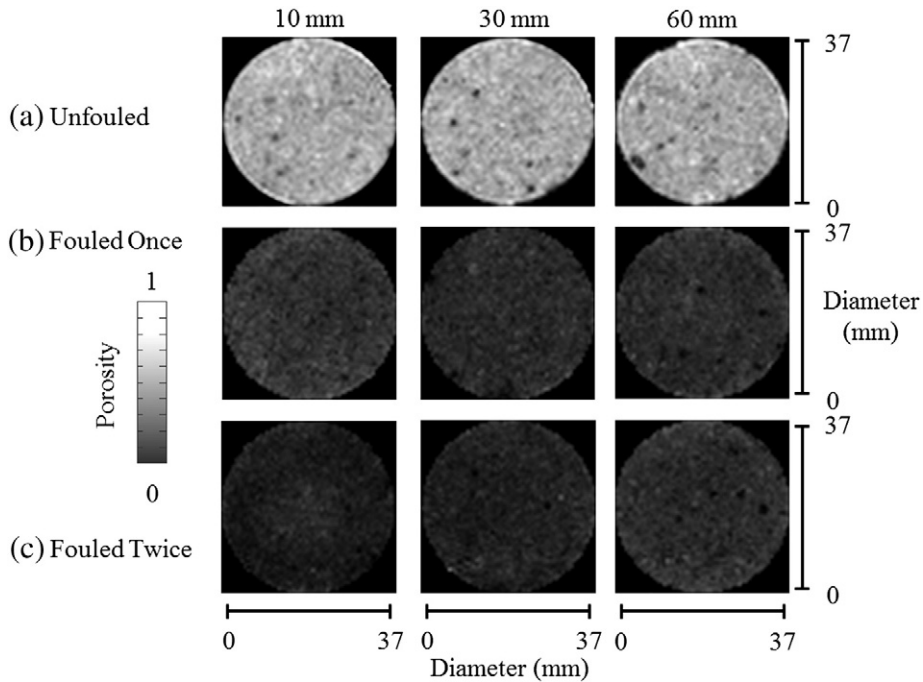 10 mm 30 mm 60 mm
37
(a) Unfouled
0
(b) Fouled Once
37
1
Diameter
(mm)
Porosity
0
37
0
(c) Fouled Twice
0
0 37 0 37 0 37
Diameter (mm)